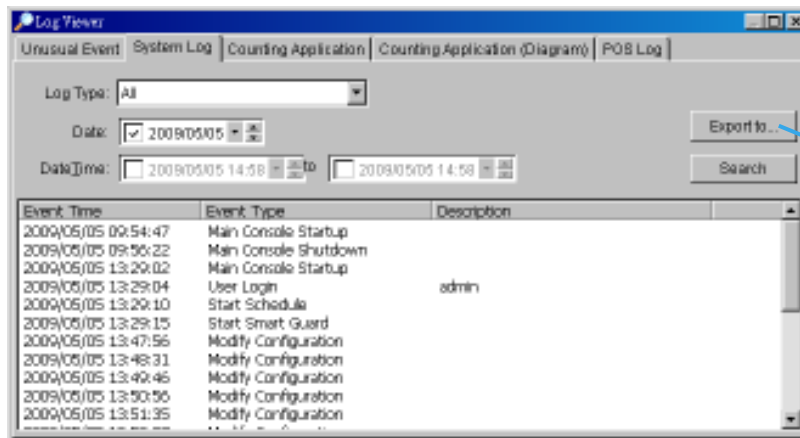 Log Viewer
Unusual Event System Log Counting Application Counting Application (Diagram) POS Log
Log Type: All
Date: 2009/05/05
Export to...
DateTime: 2009/05/05 14:58 to 2009/05/05 14:58
Search
Event Time Event Type Description
2009/05/05 09:54:47 Main Console Startup
2009/05/05 09:56:22 Main Console Shutdown
2009/05/05 13:29:02 Main Console Startup
2009/05/05 13:29:04 User Login admin
2009/05/05 13:29:10 Start Schedule
2009/05/05 13:29:15 Start Smart Guard
2009/05/05 13:47:56 Modify Configuration
2009/05/05 13:48:31 Modify Configuration
2009/05/05 13:49:46 Modify Configuration
2009/05/05 13:50:56 Modify Configuration
2009/05/05 13:51:35 Modify Configuration